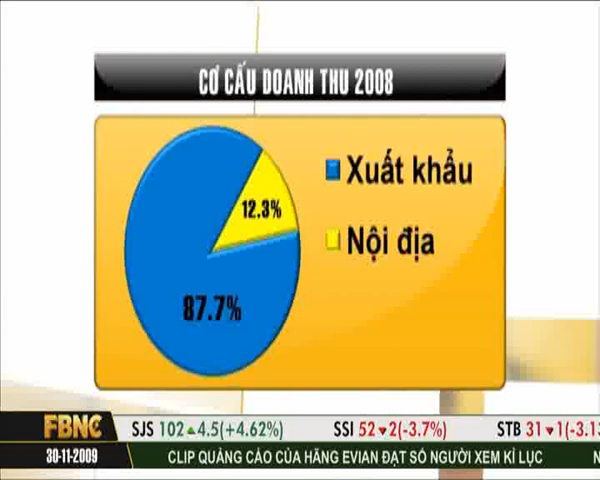 CƠ CẤU DOANH THU 2008
Xuất khẩu
12.3%
Nội địa
87.7%
FBNC SJS 102▲4.5(+4.62%) SSI 52▼2(-3.7%) STB 31▼1(-3.13
30-11-2009 CLIP QUẢNG CÁO CỦA HÃNG EVIAN ĐẠT SỐ NGƯỜI XEM KỈ LỤC N